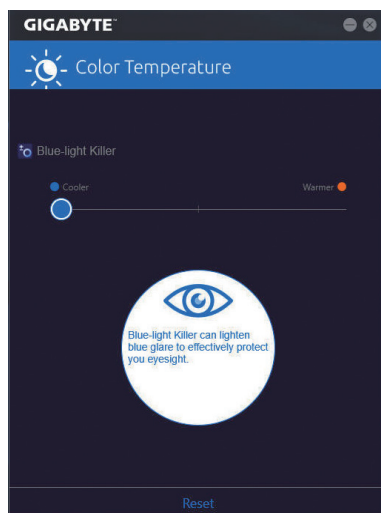 GIGABYTE™
Color Temperature
Blue-light Killer
Cooler
Warmer
Blue-light Killer can lighten
blue glare to effectively protect
you eyesight.
Reset